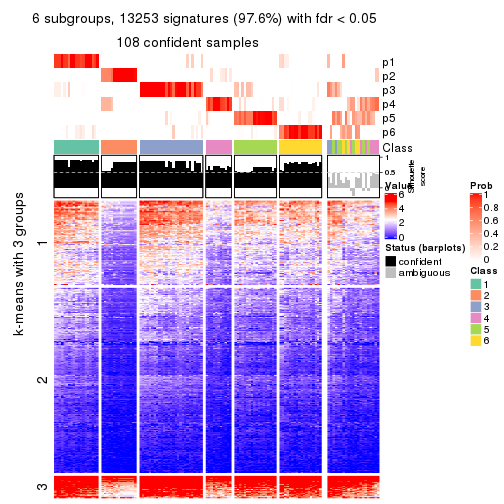 6 subgroups, 13253 signatures (97.6%) with fdr < 0.05
108 confident samples
p1
p2
p3
p4
p5
p6
Class
1
0.5
0
Silhouette
score
k-means with 3 groups
1
2
3
Value
6
4
2
0
Status (barplots)
confident
ambiguous
Prob
1
0.8
0.6
0.4
0.2
0
Class
1
2
3
4
5
6